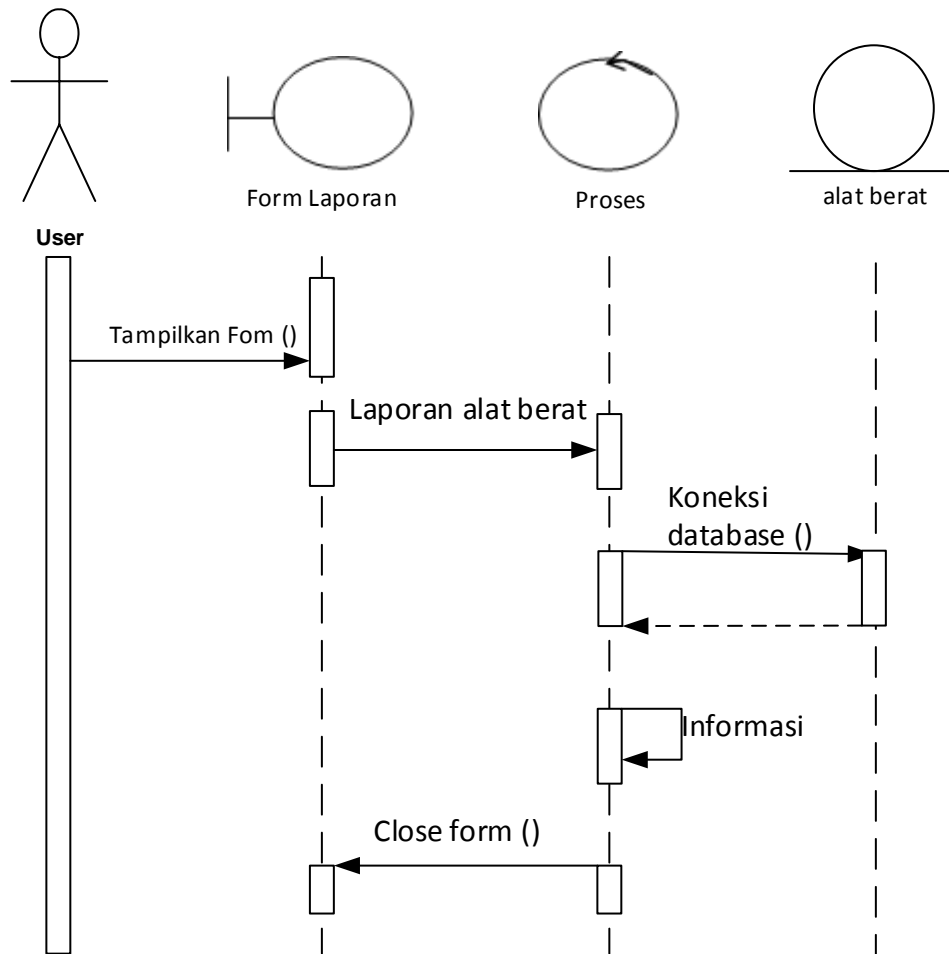 Form Laporan
Proses
alat berat
User
Tampilkan Fom ()
Laporan alat berat
Koneksi
database ()
Informasi
Close form ()